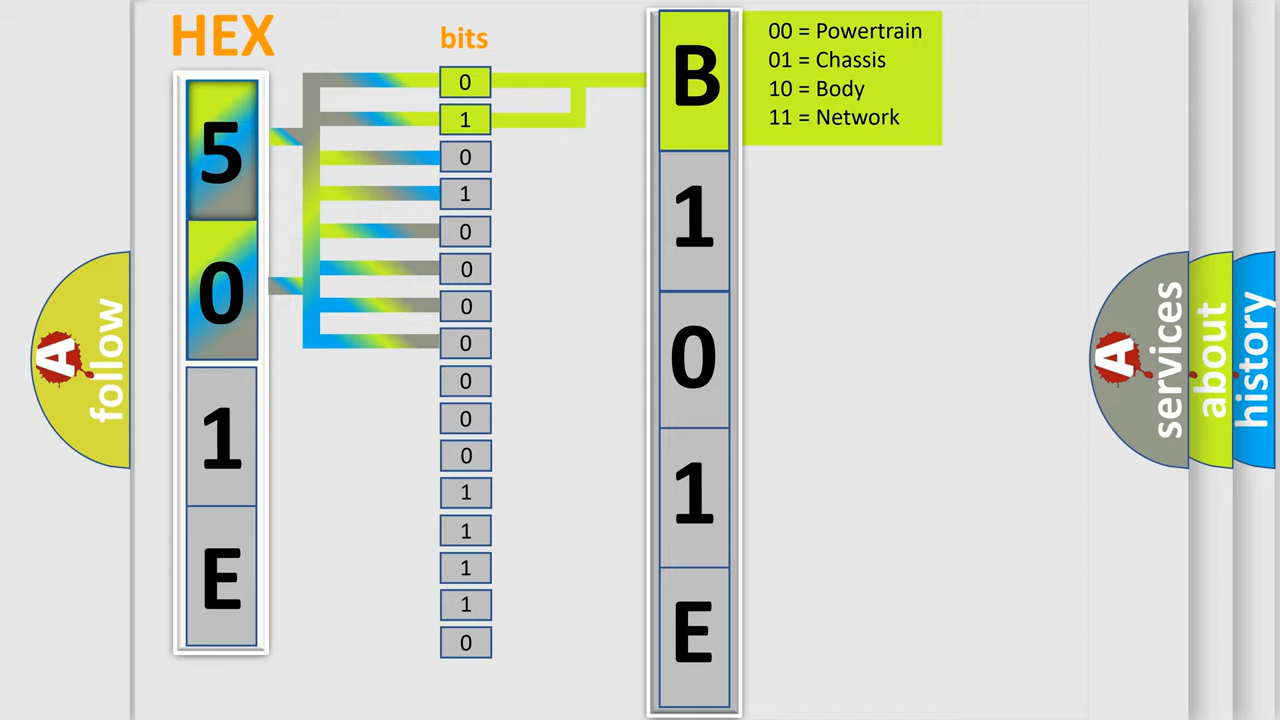 HEX
bits
5
0
1
E
0
1
0
1
0
0
0
0
0
0
0
1
1
1
1
0
B
1
0
1
E
00 = Powertrain
01 = Chassis
10 = Body
11 = Network
A
follow
A
services
about
history